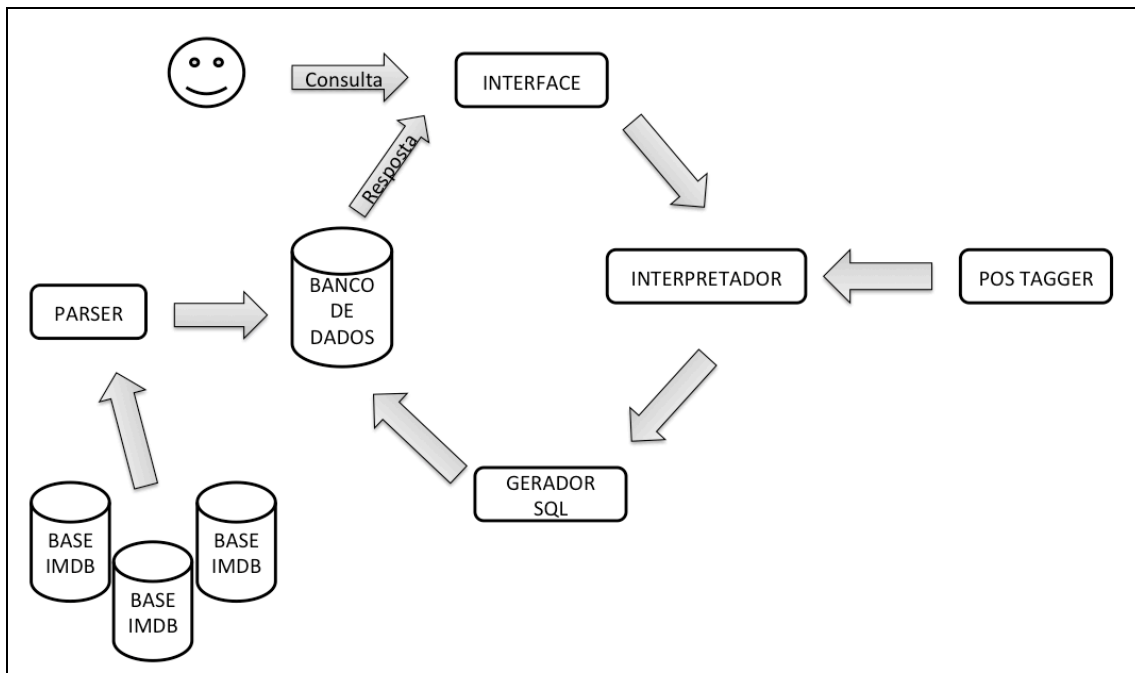 Consulta
INTERFACE
Resposta
INTERPRETADOR
POS TAGGER
BANCO
DE
DADOS
PARSER
GERADOR
SQL
BASE
IMDB
BASE
IMDB
BASE
IMDB